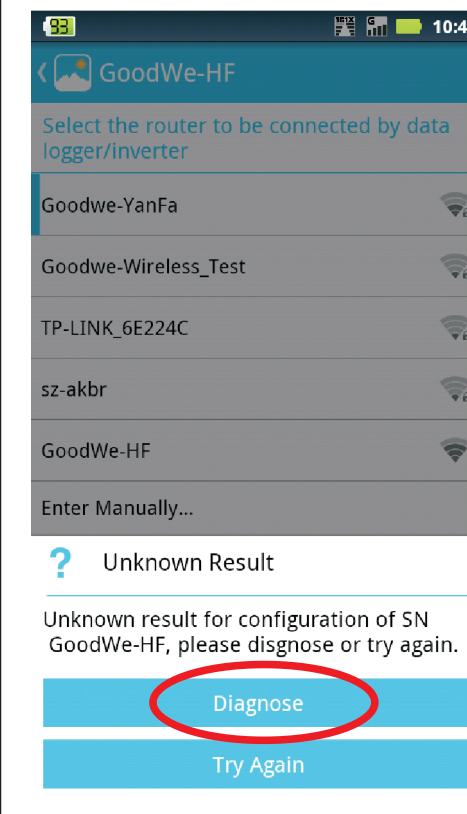 93
10:4
GoodWe-HF
Select the router to be connected by data
logger/inverter
Goodwe-YanFa
Goodwe-Wireless_Test
TP-LINK_6E224C
sz-akbr
GoodWe-HF
Enter Manually...
? Unknown Result
Unknown result for configuration of SN
GoodWe-HF, please disgnose or try again.
Diagnose
Try Again